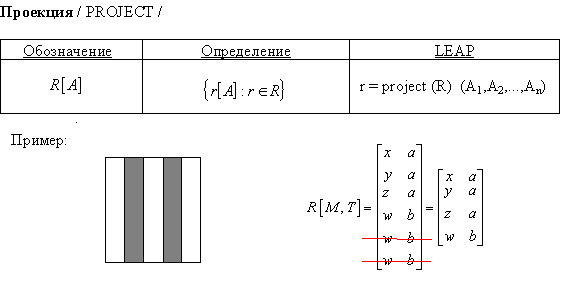 Проекция / PROJECT /
Обозначение Определение LEAP
R[A] {r[A] : r ∈ R} r = project (R) (A1,A2,...,An)
Пример:
x a
y a x a
z a y a
R[M,T] = w b = z a
w b w b
w b